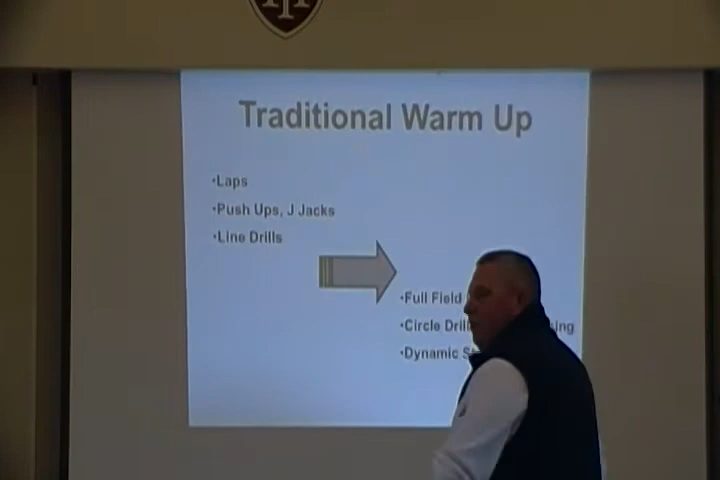 Traditional Warm Up
•Laps
•Push Ups, J Jacks
•Line Drills
•Full Field
•Circle Drill
•Dynamic